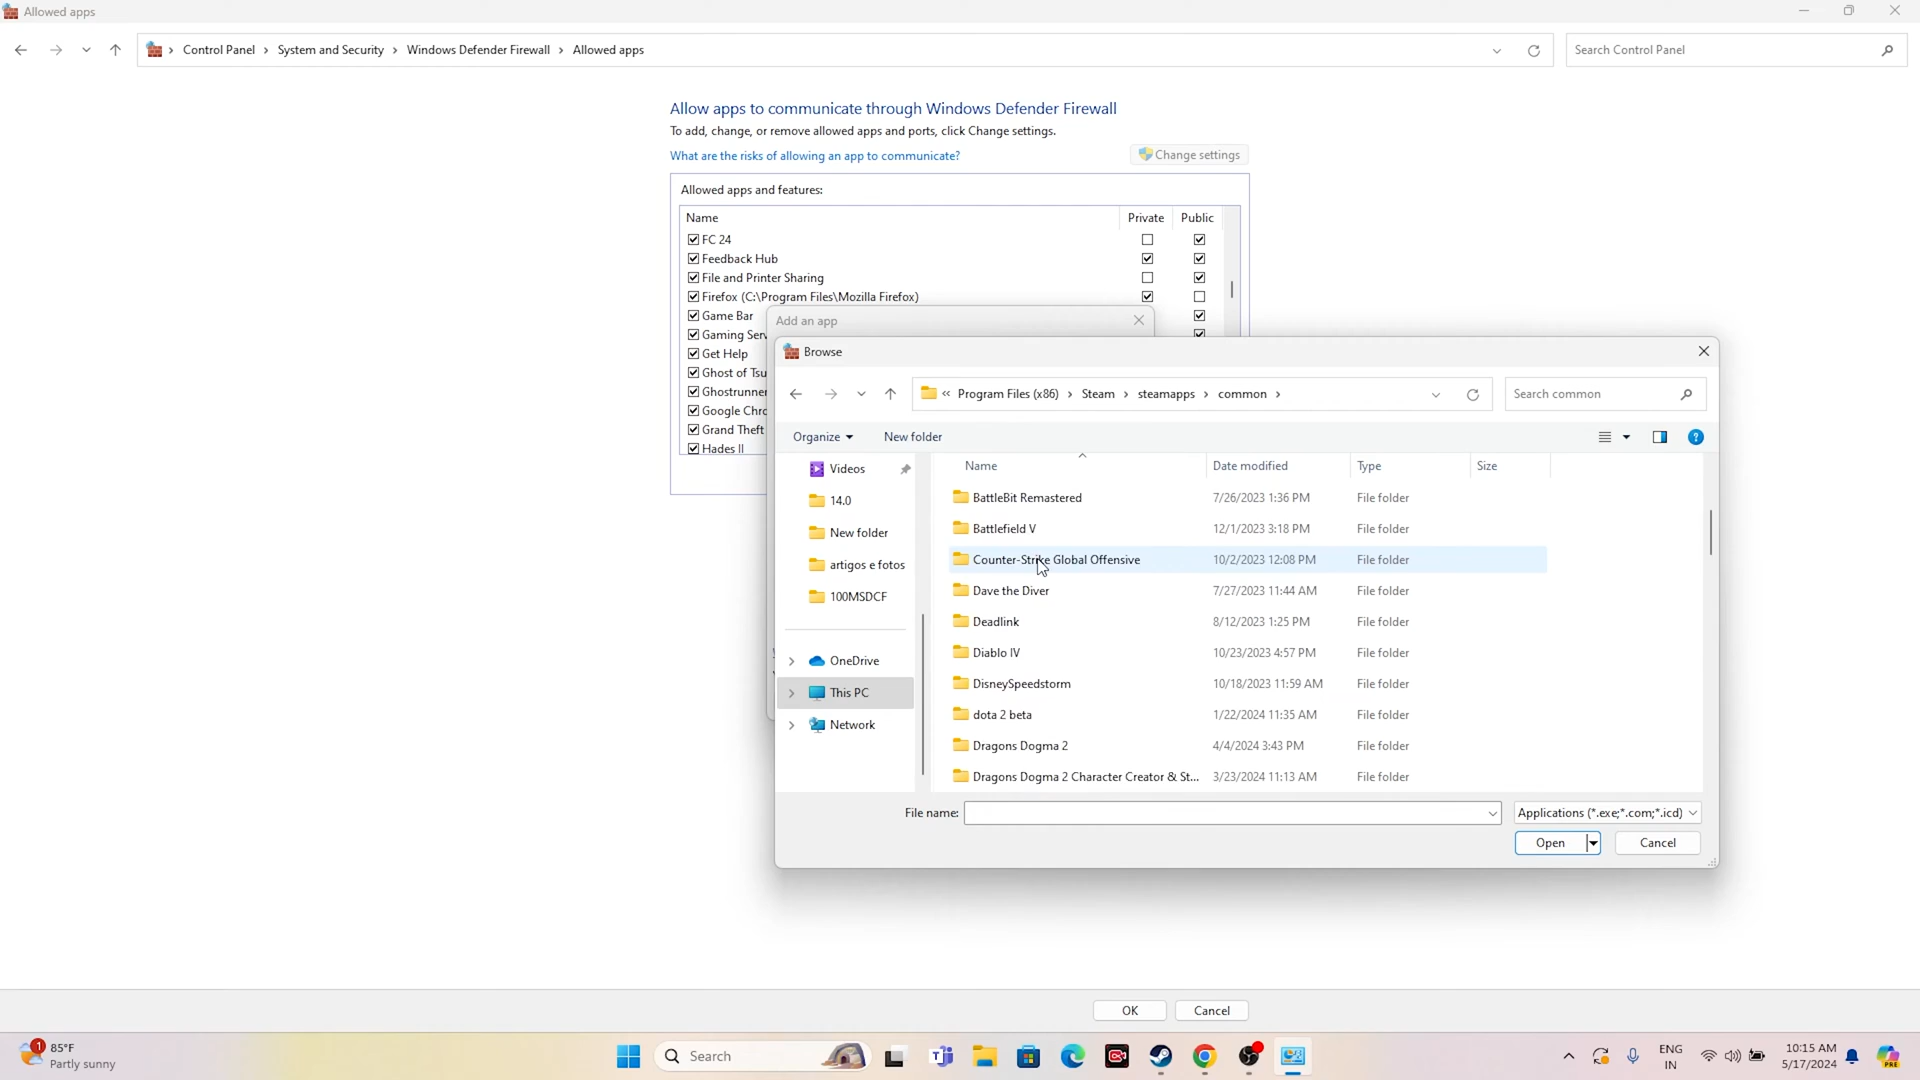 Allowed apps
Control Panel > System and Security > Windows Defender Firewall > Allowed apps
Search Control Panel
Allow apps to communicate through Windows Defender Firewall
To add, change, or remove allowed apps and ports, click Change settings.
What are the risks of allowing an app to communicate?
Change settings
Allowed apps and features:
Name Private Public
FC 24
Feedback Hub
File and Printer Sharing
Firefox (C:\Program Files\Mozilla Firefox)
Game Bar
Gaming Serv
Get Help
Ghost of Tsu
Ghostrunner
Google Chro
Grand Theft
Hades II
Add an app
Browse
« Program Files (x86) > Steam > steamapps > common >
Search common
Organize New folder
Videos
14.0
New folder
artigos e fotos
100MSDCF
OneDrive
This PC
Network
Name Date modified Type Size
BattleBit Remastered 7/26/2023 1:36 PM File folder
Battlefield V 12/1/2023 3:18 PM File folder
Counter-Strike Global Offensive 10/2/2023 12:08 PM File folder
Dave the Diver 7/27/2023 11:44 AM File folder
Deadlink 8/12/2023 1:25 PM File folder
Diablo IV 10/23/2023 4:57 PM File folder
DisneySpeedstorm 10/18/2023 11:59 AM File folder
dota 2 beta 1/22/2024 11:35 AM File folder
Dragons Dogma 2 4/4/2024 3:43 PM File folder
Dragons Dogma 2 Character Creator & St... 3/23/2024 11:13 AM File folder
File name:
Applications (*.exe;*.com;*.icd)
Open Cancel
OK Cancel
1
85°F
Partly sunny
Search
ENG
IN
10:15 AM
5/17/2024
PRE